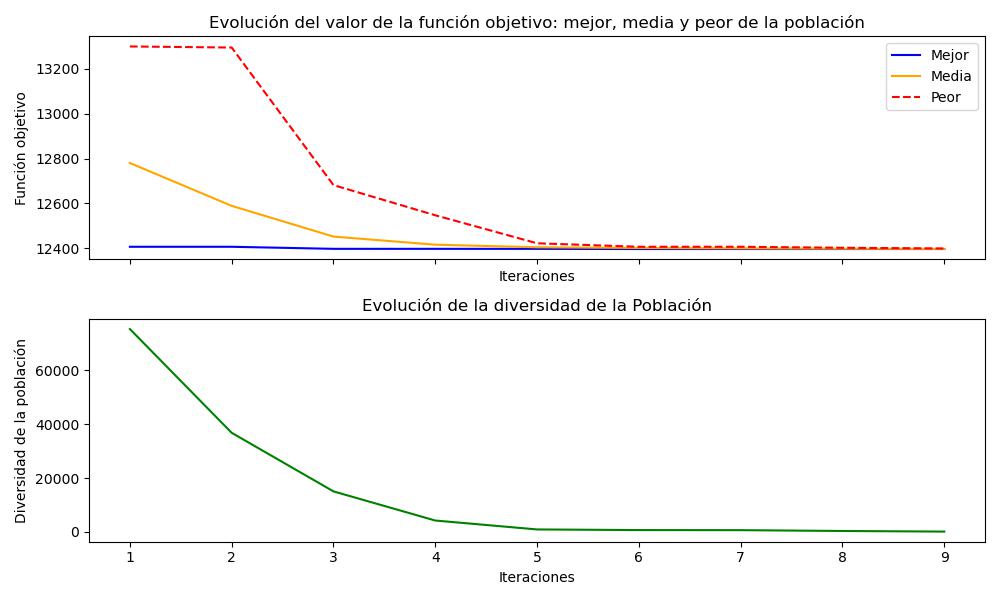 Evolución del valor de la función objetivo: mejor, media y peor de la población
Función objetivo
13200
13000
12800
12600
12400
Mejor
Media
Peor
Iteraciones
Evolución de la diversidad de la Población
Diversidad de la población
60000
40000
20000
0
1 2 3 4 5 6 7 8 9
Iteraciones